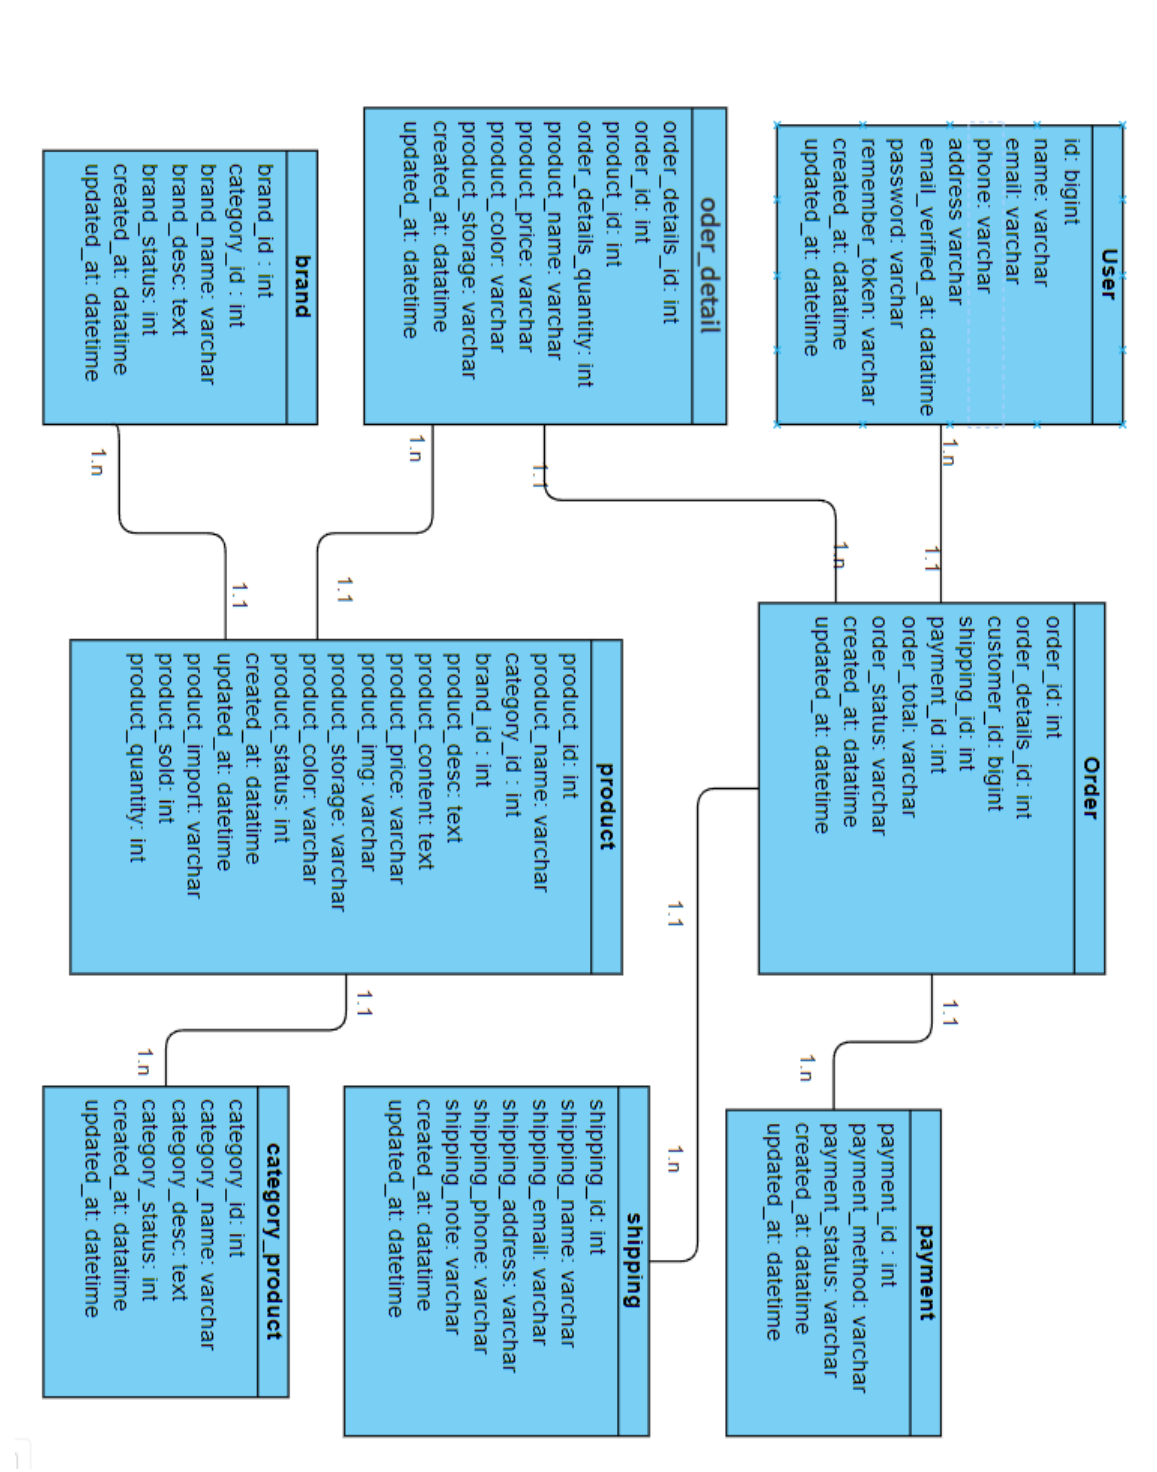 User
id: bigint
name: varchar
email: varchar
phone: varchar
address varchar
email_verified_at: datatime
password: varchar
remember_token: varchar
created_at: datatime
updated_at: datetime
1.n
1.1
Order
order_id: int
order_details_id: int
customer_id: bigint
shipping_id: int
payment_id :int
order_total: varchar
order_status: varchar
created_at: datatime
updated_at: datetime
1.1
1.n
payment
payment_id : int
payment_method: varchar
payment_status: varchar
created_at: datatime
updated_at: datetime
oder_detail
order_details_id: int
order_id: int
product_id: int
order_details_quantity: int
product_name: varchar
product_price: varchar
product_color: varchar
product_storage: varchar
created_at: datatime
updated_at: datetime
1.1
1.n
1.n
1.1
1.1
1.n
shipping
shipping_id: int
shipping_name: varchar
shipping_email: varchar
shipping_address: varchar
shipping_phone: varchar
shipping_note: varchar
created_at: datatime
updated_at: datetime
product
product_id: int
product_name: varchar
category_id : int
brand_id : int
product_desc: text
product_content: text
product_price: varchar
product_img: varchar
product_storage: varchar
product_color: varchar
product_status: int
created_at: datatime
updated_at: datetime
product_import: varchar
product_sold: int
product_quantity: int
brand
brand_id : int
category_id : int
brand_name: varchar
brand_desc: text
brand_status: int
created_at: datatime
updated_at: datetime
1.n
1.1
1.1
1.n
category_product
category_id: int
category_name: varchar
category_desc: text
category_status: int
created_at: datatime
updated_at: datetime